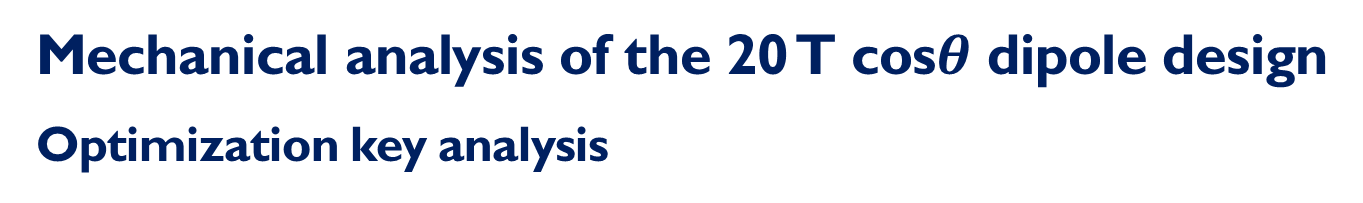 Mechanical analysis of the 20 T cosθ dipole design
Optimization key analysis